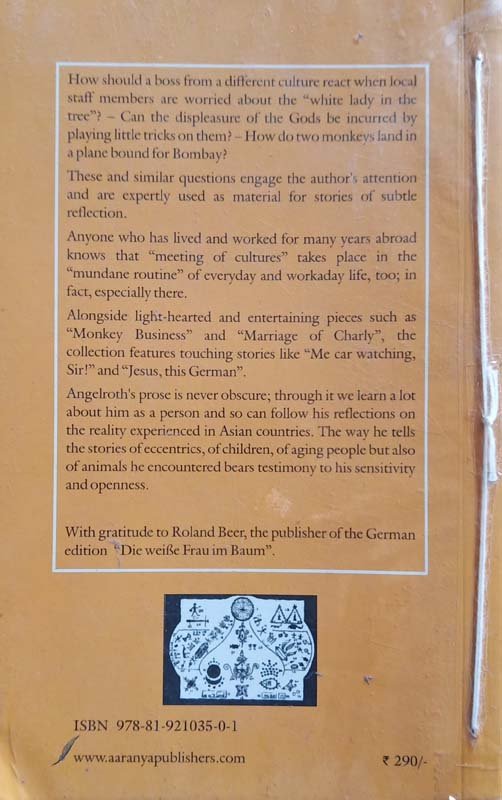 How should a boss from a different culture react when local
staff members are worried about the “white lady in the
tree”? – Can the displeasure of the Gods be incurred by
playing little tricks on them? – How do two monkeys land in
a plane bound for Bombay?
These and similar questions engage the author's attention
and are expertly used as material for stories of subtle
reflection.
Anyone who has lived and worked for many years abroad
knows that “meeting of cultures” takes place in the
“mundane routine” of everyday and workaday life, too; in
fact, especially there.
Alongside light-hearted and entertaining pieces such as
“Monkey Business” and “Marriage of Charly”, the
collection features touching stories like “Me car watching,
Sir!” and “Jesus, this German”.
Angelroth's prose is never obscure; through it we learn a lot
about him as a person and so can follow his reflections on
the reality experienced in Asian countries. The way he tells
the stories of eccentrics, of children, of aging people but also
of animals he encountered bears testimony to his sensitivity
and openness.
With gratitude to Roland Beer, the publisher of the German
edition “Die weiße Frau im Baum”.
ISBN 978-81-921035-0-1
www.aaranyapublishers.com
₹ 290/-